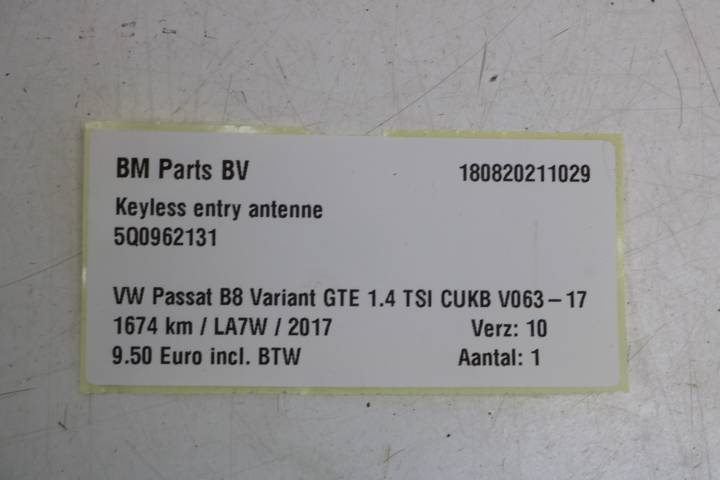 BM Parts BV 180820211029
Keyless entry antenne
5Q0962131
VW Passat B8 Variant GTE 1.4 TSI CUKB V063-17
1674 km / LA7W / 2017 Verz: 10
9.50 Euro incl. BTW Aantal: 1